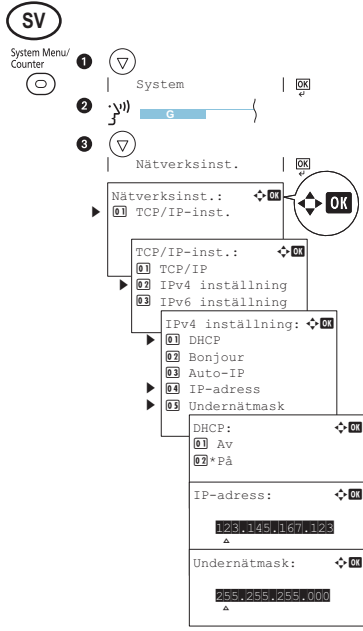 SV
System Menu/
Counter
1
System
OK
2
G
3
Nätverksinst.
OK
Nätverksinst.: OK
01 TCP/IP-inst.
OK
TCP/IP-inst.: OK
01 TCP/IP
02 IPv4 inställning
03 IPv6 inställning
IPv4 inställning: OK
01 DHCP
02 Bonjour
03 Auto-IP
04 IP-adress
05 Undernätmask
DHCP: OK
01 Av
02*På
IP-adress: OK
123.145.167.123
Undernätmask: OK
255.255.255.000